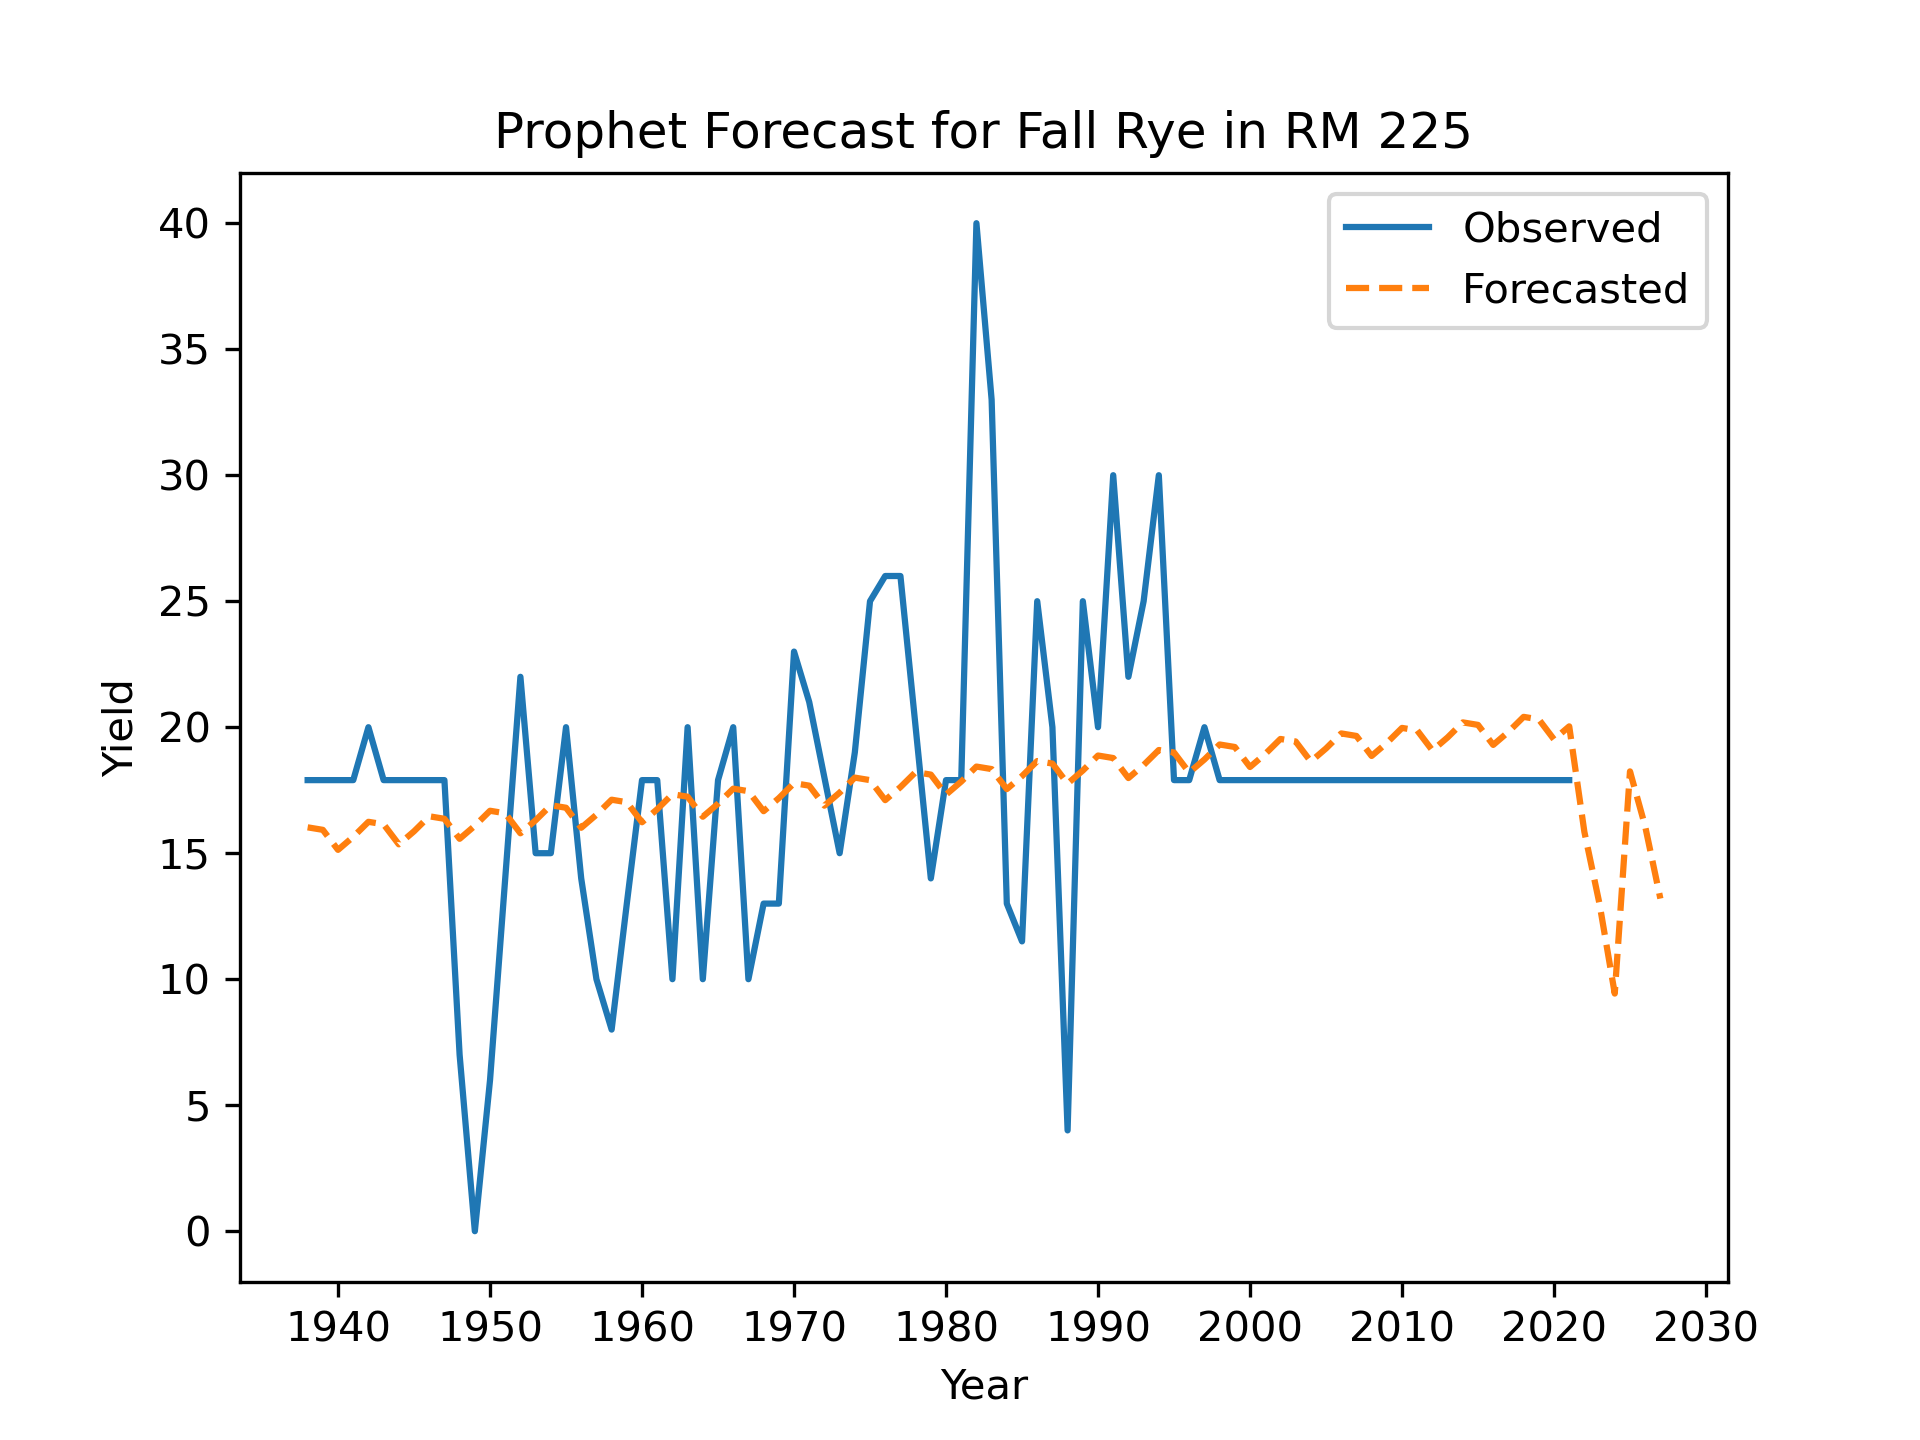 Prophet Forecast for Fall Rye in RM 225
Observed
Forecasted
40
35
30
25
20
15
10
5
0
Yield
1940 1950 1960 1970 1980 1990 2000 2010 2020 2030
Year